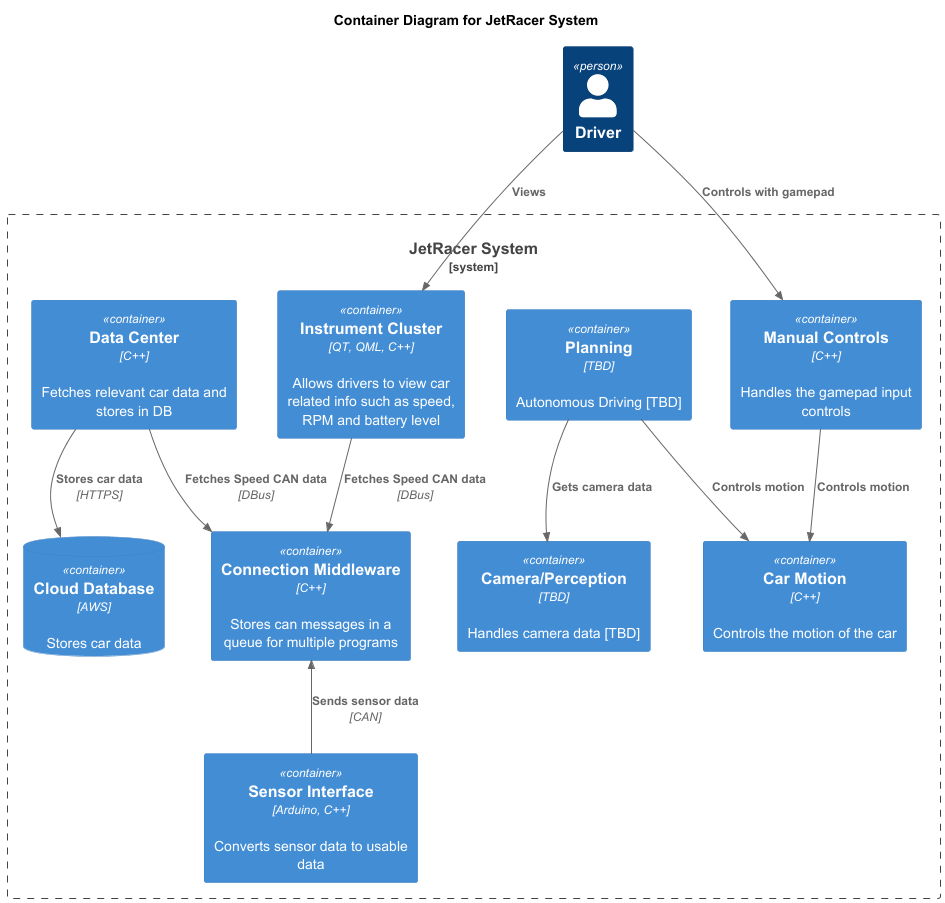 Container Diagram for JetRacer System
«person»
Driver
Views
Controls with gamepad
JetRacer System
[system]
«container»
Data Center
[C++]
Fetches relevant car data and
stores in DB
«container»
Instrument Cluster
[QT, QML, C++]
Allows drivers to view car
related info such as speed,
RPM and battery level
«container»
Planning
[TBD]
Autonomous Driving [TBD]
«container»
Manual Controls
[C++]
Handles the gamepad input
controls
Stores car data
[HTTPS]
Fetches Speed CAN data
[DBus]
Fetches Speed CAN data
[DBus]
Gets camera data
Controls motion
Controls motion
«container»
Cloud Database
[AWS]
Stores car data
«container»
Connection Middleware
[C++]
Stores can messages in a
queue for multiple programs
«container»
Camera/Perception
[TBD]
Handles camera data [TBD]
«container»
Car Motion
[C++]
Controls the motion of the car
Sends sensor data
[CAN]
«container»
Sensor Interface
[Arduino, C++]
Converts sensor data to usable
data